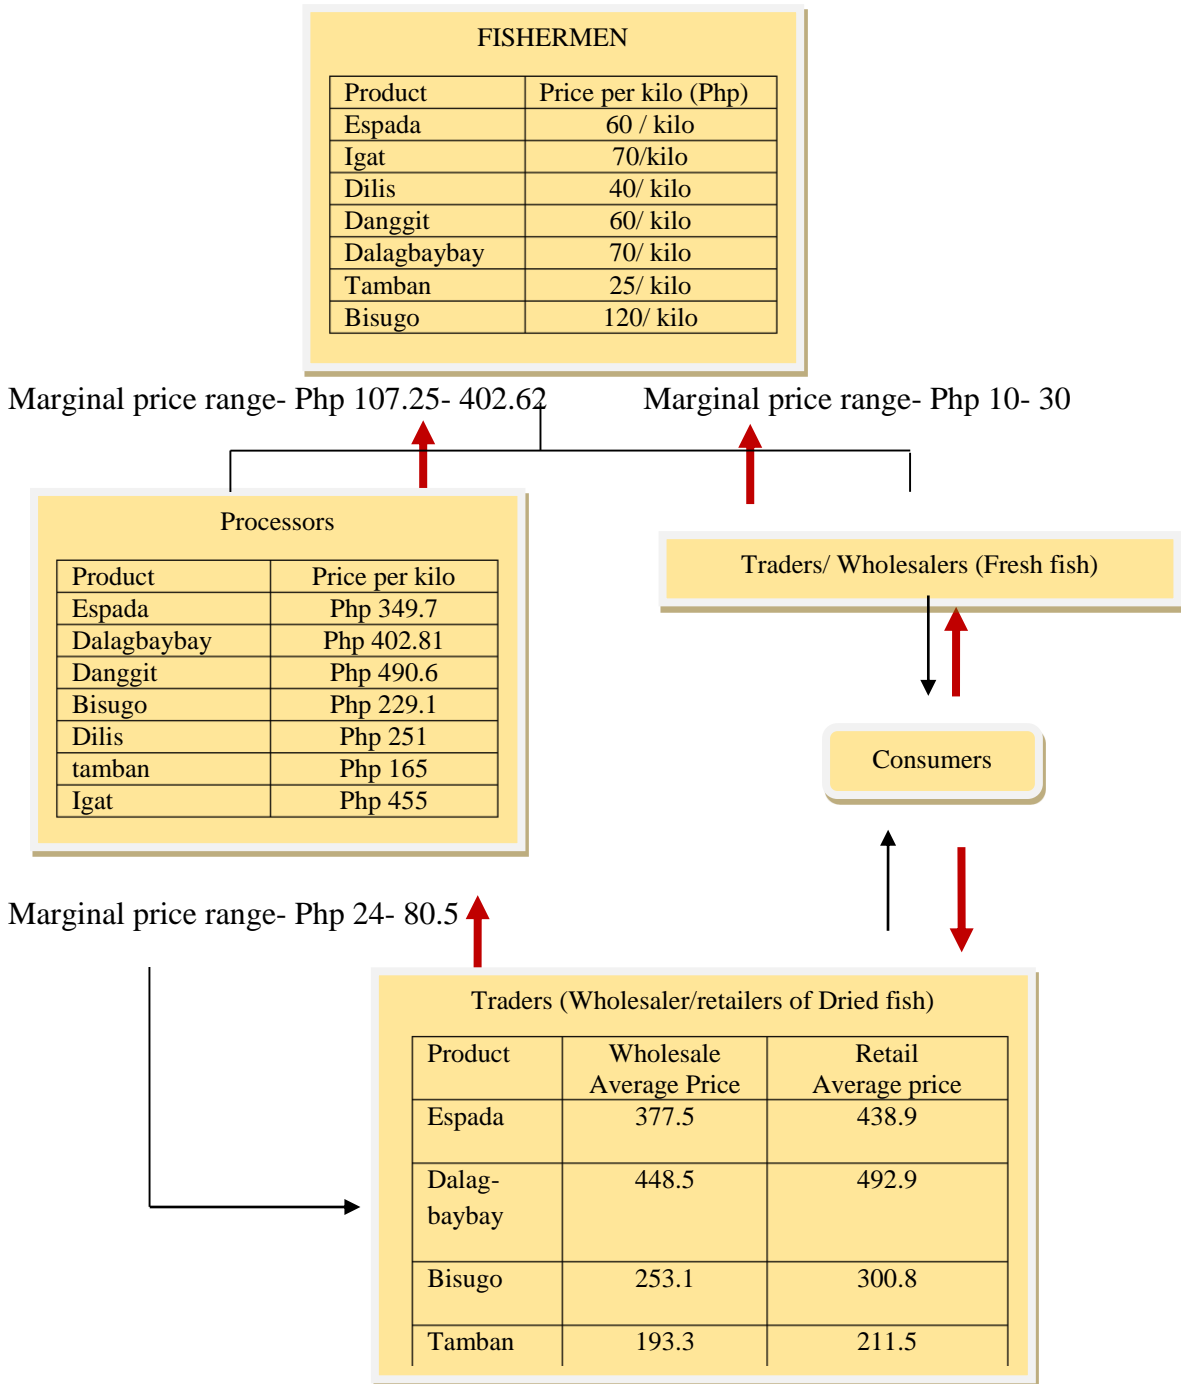 FISHERMEN
Product Price per kilo (Php)
Espada 60 / kilo
Igat 70/kilo
Dilis 40/ kilo
Danggit 60/ kilo
Dalagbaybay 70/ kilo
Tamban 25/ kilo
Bisugo 120/ kilo
Marginal price range- Php 107.25- 402.62
Marginal price range- Php 10- 30
Processors
Product Price per kilo
Espada Php 349.7
Dalagbaybay Php 402.81
Danggit Php 490.6
Bisugo Php 229.1
Dilis Php 251
tamban Php 165
Igat Php 455
Traders/ Wholesalers (Fresh fish)
Consumers
Marginal price range- Php 24- 80.5
Traders (Wholesaler/retailers of Dried fish)
Product Wholesale Retail
Average Price Average price
Espada 377.5 438.9
Dalag- 448.5 492.9
baybay
Bisugo 253.1 300.8
Tamban 193.3 211.5